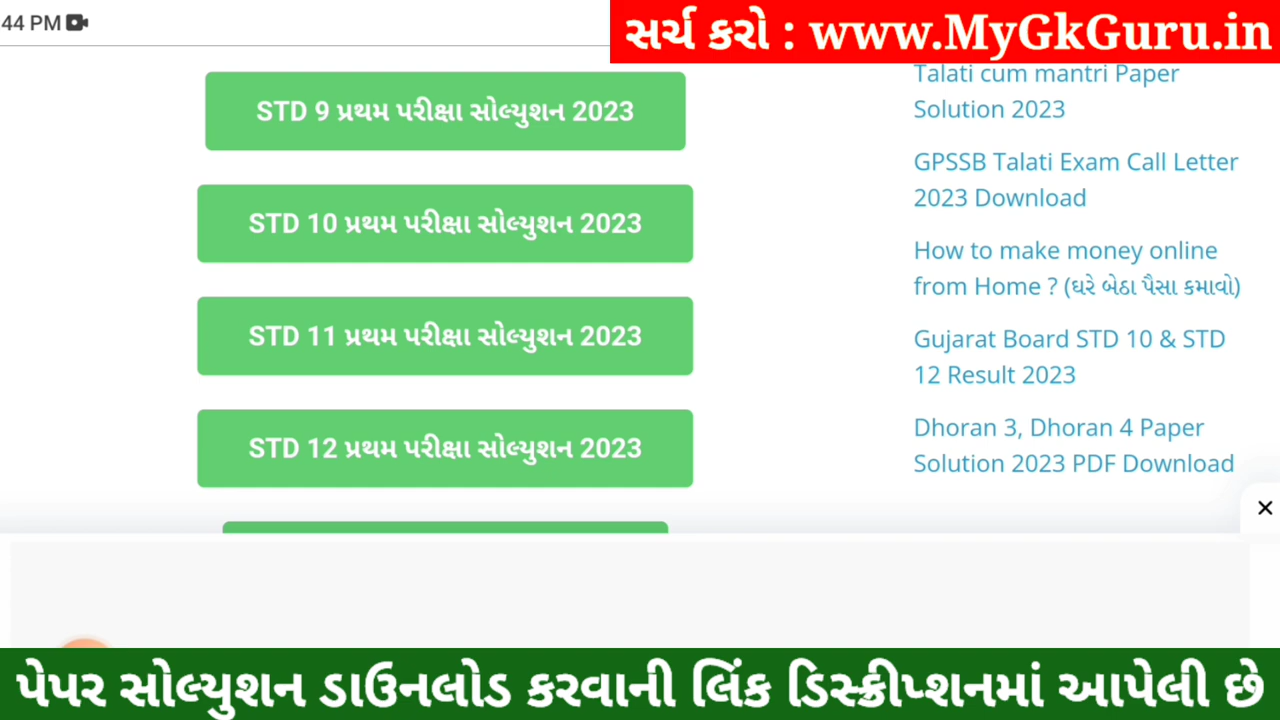 44 PM
સર્ચ કરો : www.MyGkGuru.in
STD 9 પ્રથમ પરીક્ષા સોલ્યુશન 2023
STD 10 પ્રથમ પરીક્ષા સોલ્યુશન 2023
STD 11 પ્રથમ પરીક્ષા સોલ્યુશન 2023
STD 12 પ્રથમ પરીક્ષા સોલ્યુશન 2023
Talati cum mantri Paper
Solution 2023
GPSSB Talati Exam Call Letter
2023 Download
How to make money online
from Home ? (ઘરે બેઠા પૈસા કમાવો)
Gujarat Board STD 10 & STD
12 Result 2023
Dhoran 3, Dhoran 4 Paper
Solution 2023 PDF Download
પેપર સોલ્યુશન ડાઉનલોડ કરવાની લિંક ડિસ્ક્રીપ્શનમાં આપેલી છે